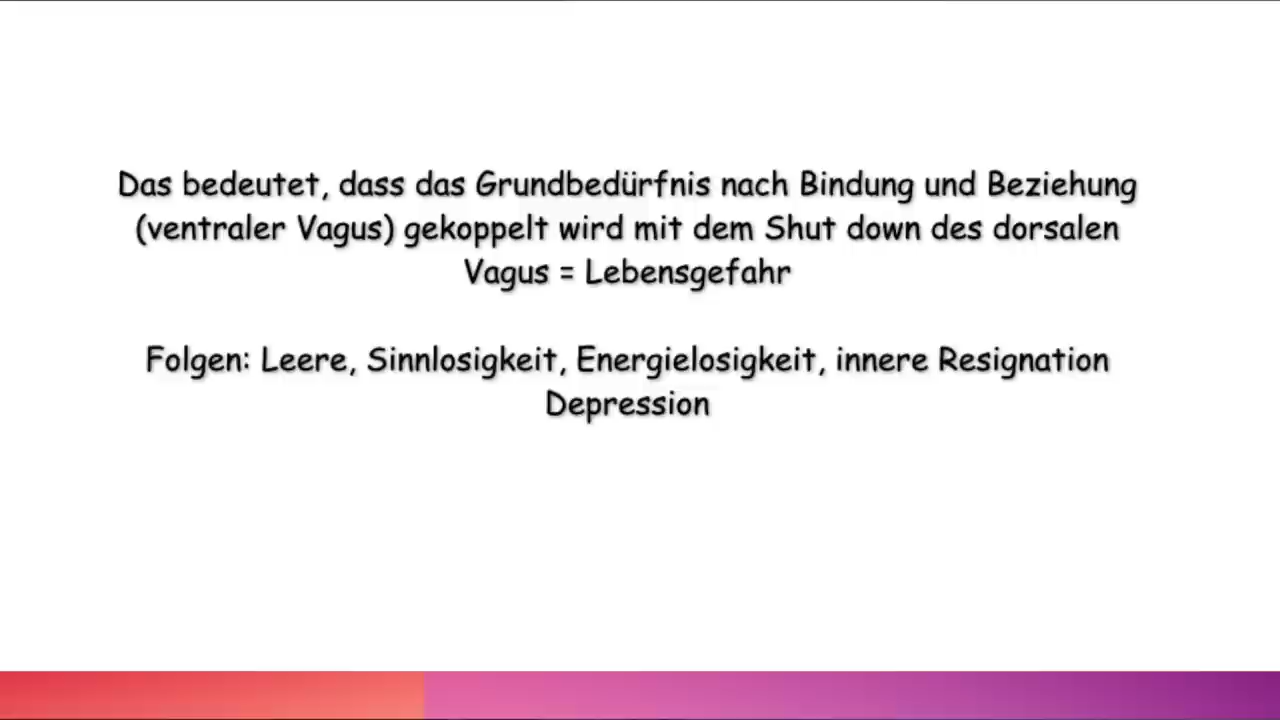 Das bedeutet, dass das Grundbedürfnis nach Bindung und Beziehung
(ventraler Vagus) gekoppelt wird mit dem Shut down des dorsalen
Vagus = Lebensgefahr
Folgen: Leere, Sinnlosigkeit, Energielosigkeit, innere Resignation
Depression